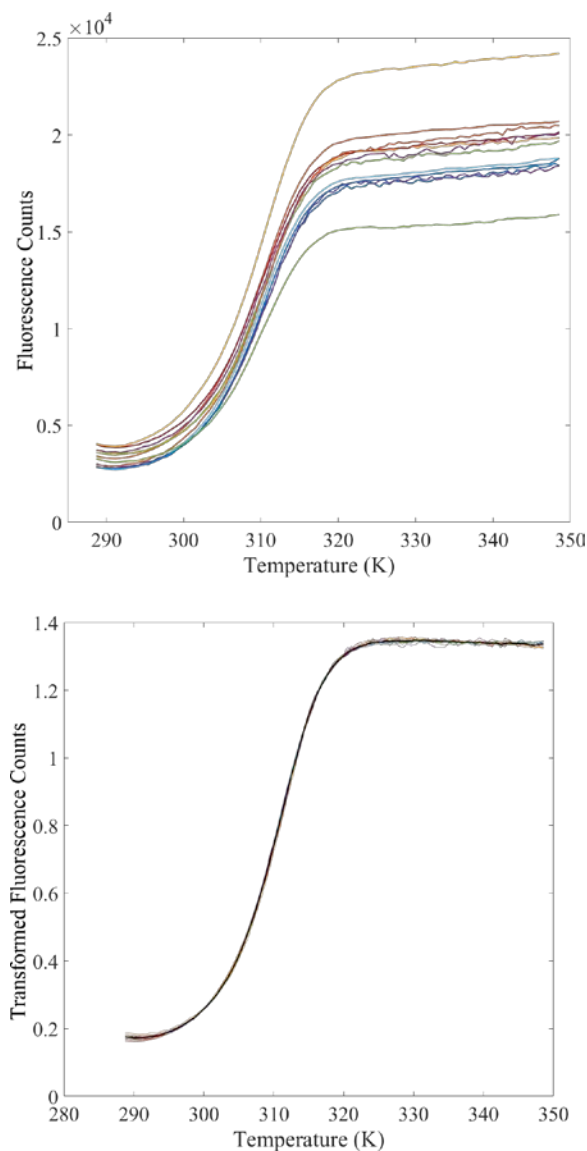 ×10⁴
2.5
2
1.5
1
0.5
0
290 300 310 320 330 340 350
Temperature (K)
Fluorescence Counts
1.4
1.2
1
0.8
0.6
0.4
0.2
0
280 290 300 310 320 330 340 350
Temperature (K)
Transformed Fluorescence Counts